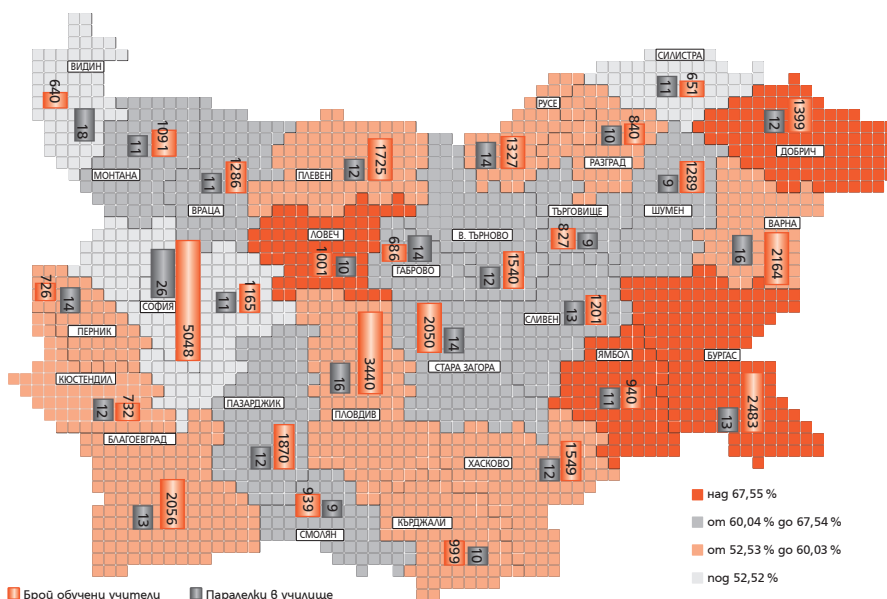 СИЛИСТРА
ВИДИН
640
18
11
651
РУСЕ
1399
12
ДОБРИЧ
1091
11
МОНТАНА
1286
11
ВРАЦА
1725
12
ПЛЕВЕН
1327
14
840
10
РАЗГРАД
1289
9
ШУМЕН
ТЪРГОВИЩЕ
827
9
ВАРНА
16
2164
ЛОВЕЧ
1001
10
686
14
ГАБРОВО
В. ТЪРНОВО
1540
12
726
14
ПЕРНИК
26
СОФИЯ
5048
11
1165
2050
14
СТАРА ЗАГОРА
СЛИВЕН
13
1201
ЯМБОЛ
11
940
БУРГАС
2483
13
КЮСТЕНДИЛ
12
732
ПАЗАРДЖИК
12
1870
16
3440
ПЛОВДИВ
БЛАГОЕВГРАД
13
2056
939
9
СМОЛЯН
ХАСКОВО
12
1549
КЪРДЖАЛИ
999
10
над 67,55 %
от 60,04 % до 67,54 %
от 52,53 % до 60,03 %
под 52,52 %
Брой обучени учители
Паралелки в училище